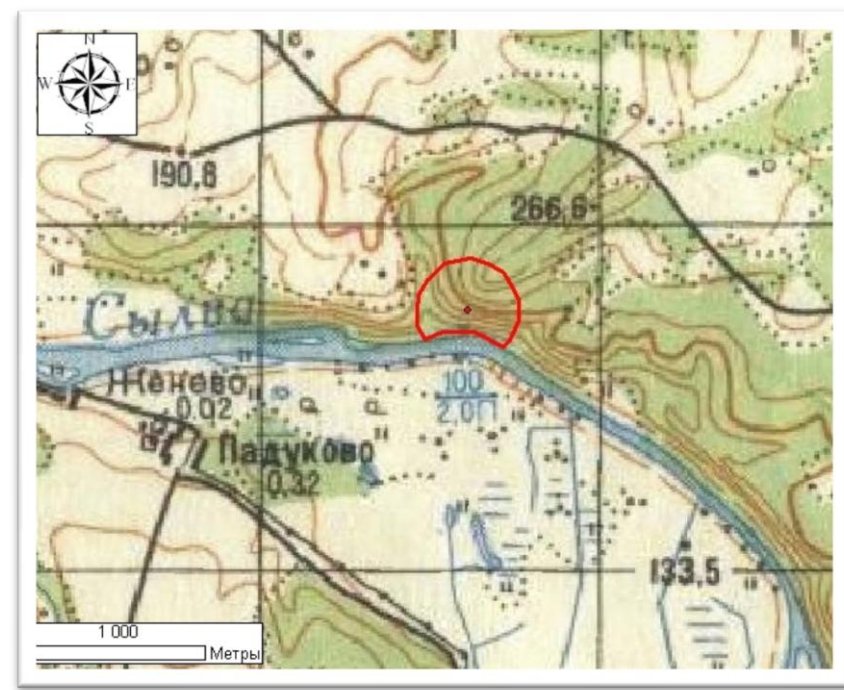 N
W E
S
190,8
266,6
Сылва
Женево
0.02
100
2,0П
Падуково
0.32
133,5
1 000
Метры